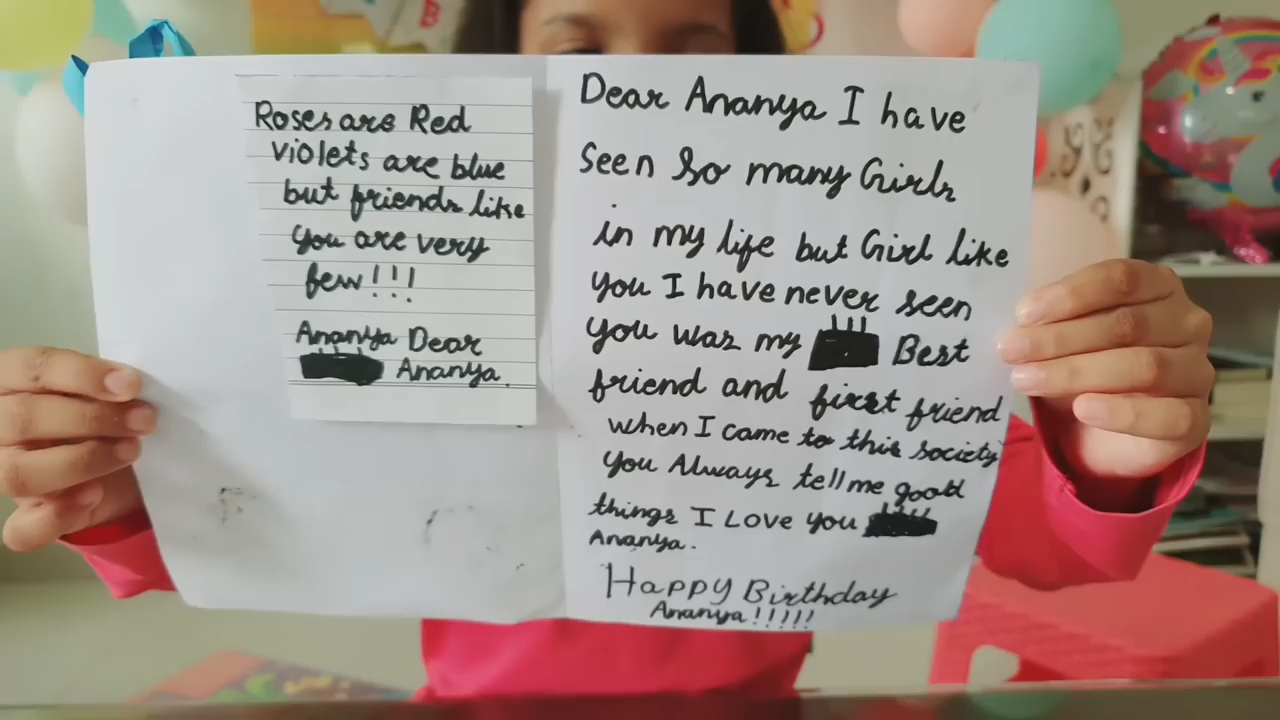 Roses are Red
violets are blue
but friends like
you are very
few!!!
Ananya Dear
Ananya.
Dear Ananya I have
seen so many Girls
in my life but Girl like
you I have never seen
you was my Best
friend and first friend
when I came to this society
you Always tell me good
things I Love you
Ananya.
Happy Birthday
Ananya!!!!!